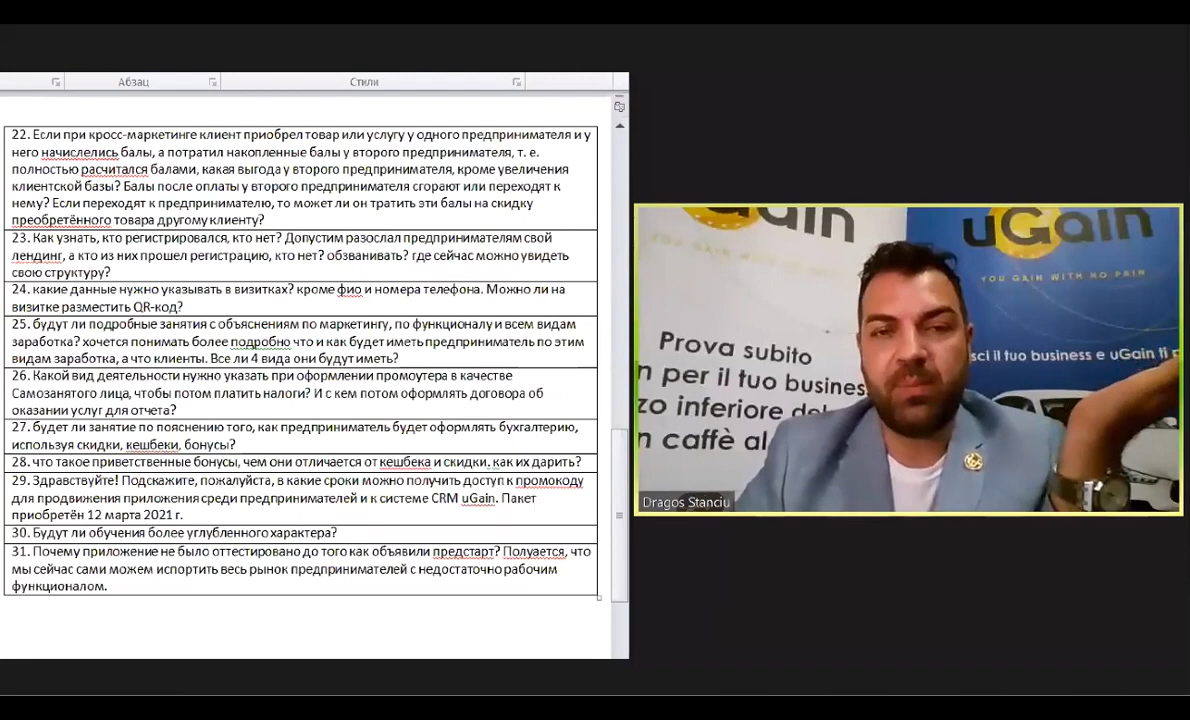 Абзац
Стили
22. Если при кросс-маркетинге клиент приобрел товар или услугу у одного предпринимателя и у
него начислелись балы, а потратил накопленные балы у второго предпринимателя, т. е.
полностью расчитался балами, какая выгода у второго предпринимателя, кроме увеличения
клиентской базы? Балы после оплаты у второго предпринимателя сгорают или переходят к
нему? Если переходят к предпринимателю, то может ли он тратить эти балы на скидку
преобретённого товара другому клиенту?
23. Как узнать, кто регистрировался, кто нет? Допустим разослал предпринимателям свой
лендинг, а кто из них прошел регистрацию, кто нет? обзванивать? где сейчас можно увидеть
свою структуру?
24. какие данные нужно указывать в визитках? кроме фио и номера телефона. Можно ли на
визитке разместить QR-код?
25. будут ли подробные занятия с объяснениям по маркетингу, по функционалу и всем видам
заработка? хочется понимать более подробно что и как будет иметь предприниматель по этим
видам заработка, а что клиенты. Все ли 4 вида они будут иметь?
26. Какой вид деятельности нужно указать при оформлении промоутера в качестве
Самозанятого лица, чтобы потом платить налоги? И с кем потом оформлять договора об
оказании услуг для отчета?
27. будет ли занятие по пояснению того, как предприниматель будет оформлять бухгалтерию,
используя скидки, кешбеки, бонусы?
28. что такое приветственные бонусы, чем они отличается от кешбека и скидки. как их дарить?
29. Здравствуйте! Подскажите, пожалуйста, в какие сроки можно получить доступ к промокоду
для продвижения приложения среди предпринимателей и к системе CRM uGain. Пакет
приобретён 12 марта 2021 г.
30. Будут ли обучения более углубленного характера?
31. Почему приложение не было оттестировано до того как объявили предстарт? Полуается, что
мы сейчас сами можем испортить весь рынок предпринимателей с недостаточно рабочим
функционалом.
uGain
YOU GAIN WITH NO PAIN
Prova subito
n per il tuo busines
zo inferiore del
n caffè al
sci il tuo business e uGain ti
Dragos Stanciu